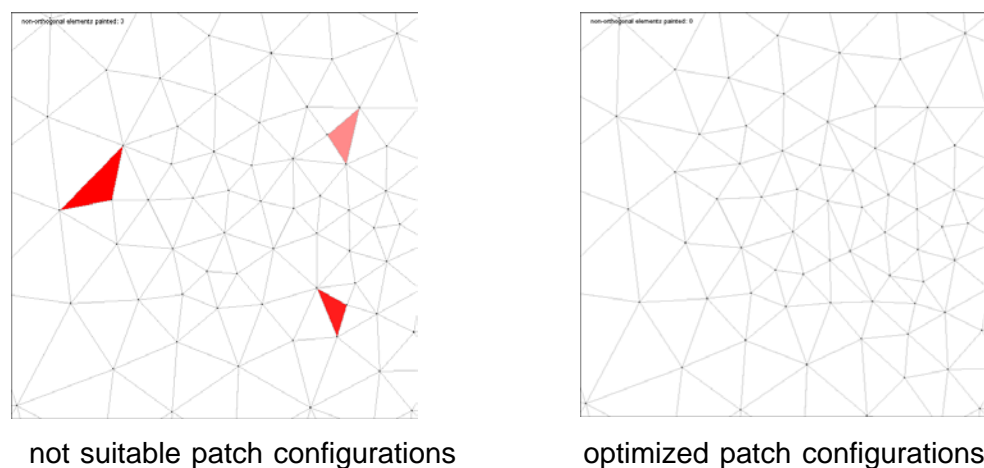 non-orthogonal elements painted: 3
non-orthogonal elements painted: 0
not suitable patch configurations
optimized patch configurations